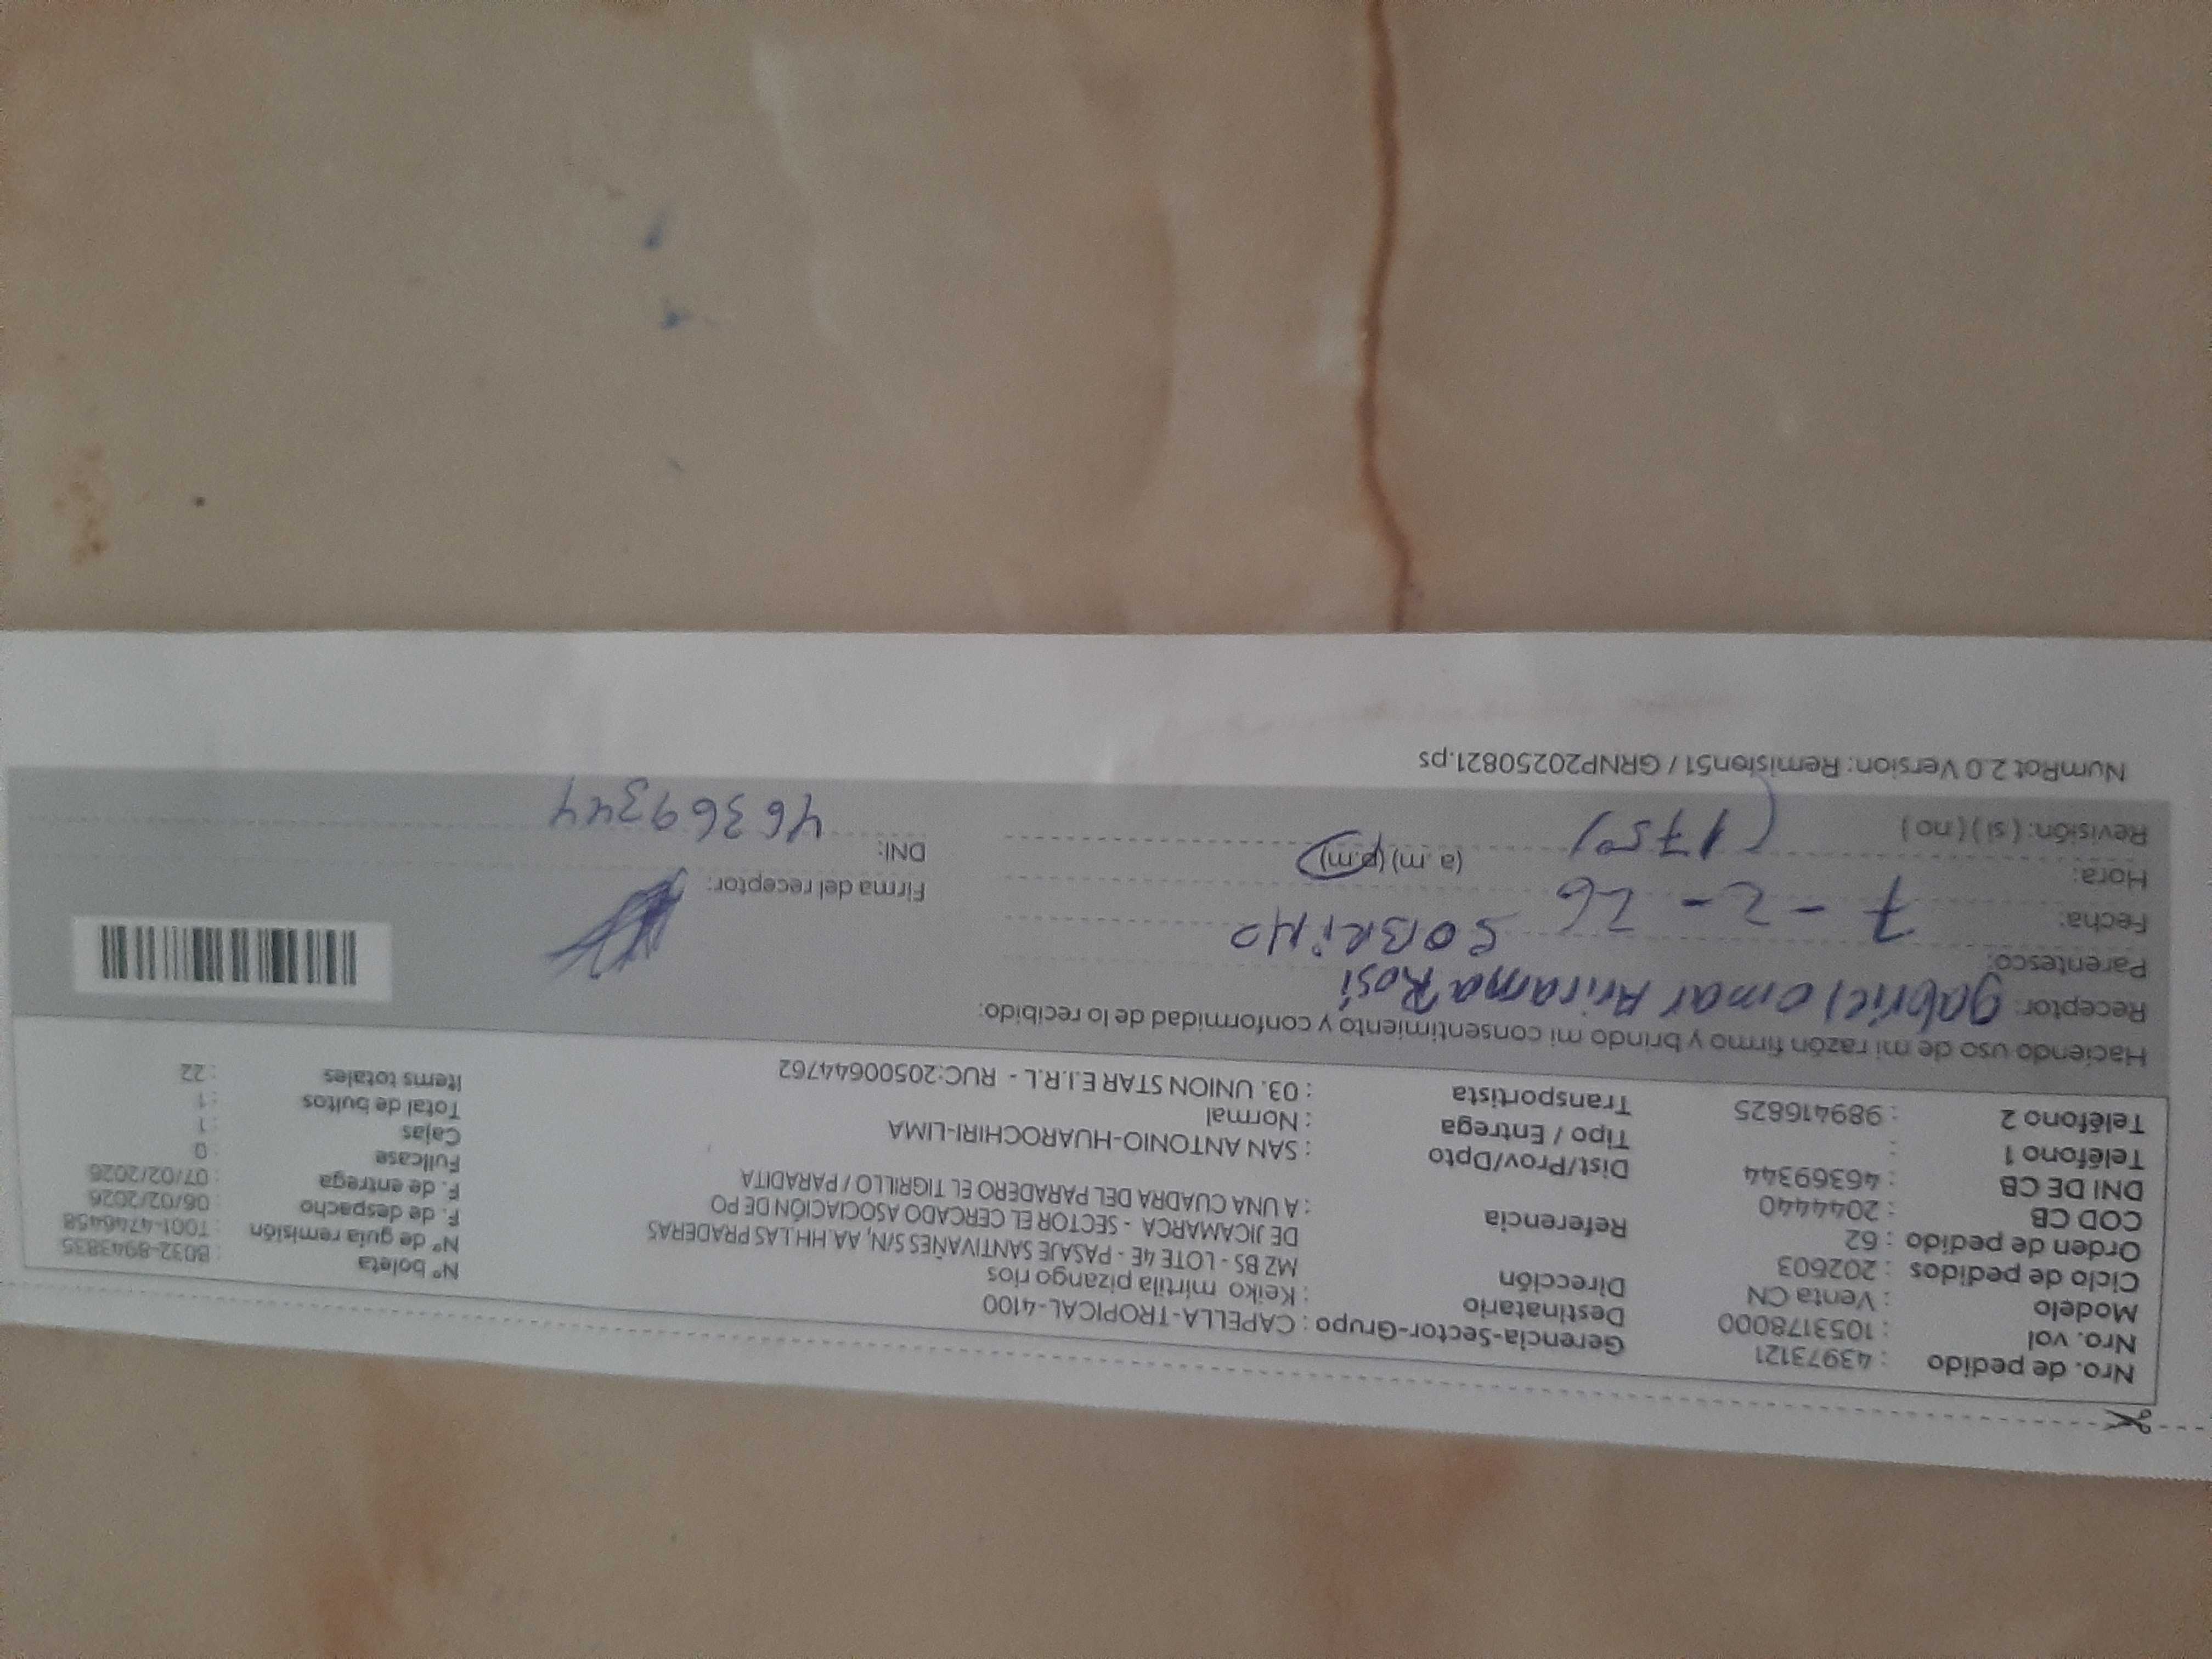 Nro. de pedido : 43973121 Gerencia-Sector-Grupo : CAPELLA-TROPICAL-4100
Nro. vol : 1053178000 Destinatario : Keiko mirtila pizango rios Nº boleta : B032-8943835
Modelo : Venta CN Dirección MZ BS - LOTE 4E - PASAJE SANTIVAÑES S/N, AA.HH.LAS PRADERAS Nº de guía remisión : T001-4746458
Ciclo de pedidos : 202603 DE JICAMARCA - SECTOR EL CERCADO ASOCIACIÓN DE PO F. de despacho : 06/02/2026
Orden de pedido : 62 Referencia : A UNA CUADRA DEL PARADERO EL TIGRILLO / PARADITA F. de entrega : 07/02/2026
COD CB : 2044440 Dist/Prov/Dpto : SAN ANTONIO-HUAROCHIRI-LIMA Fullcase : 0
DNI DE CB : 46369344 Tipo / Entrega : Normal Cajas : 1
Teléfono 1 : Transportista : 03. UNION STAR E.I.R.L - RUC:20500644762 Total de bultos : 1
Teléfono 2 : 989416825 Items totales : 22
Haciendo uso de mi razón firmo y brindo mi consentimiento y conformidad de lo recibido:
Receptor: gabriel omar Arirama Rosi
Parentesco: SOBRiNO
Fecha: 7 - 2 - 26 Firma del receptor:
Hora: (1750) (a .m) (p.m) DNI: 46369344
Revisión: ( si ) ( no )
NumRot 2.0 Version: Remision51 / GRNP20250821.ps